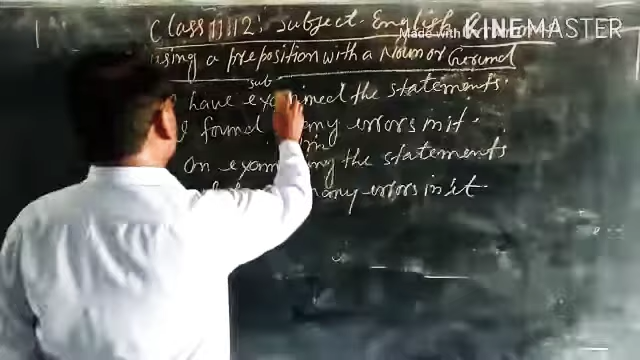 Class 11, 12, Subject- English
Made with KINEMASTER
using a preposition with a Noun or Gerund
sub
have examined the statements.
found many errors in it.
in
On examining the statements
many errors in it.